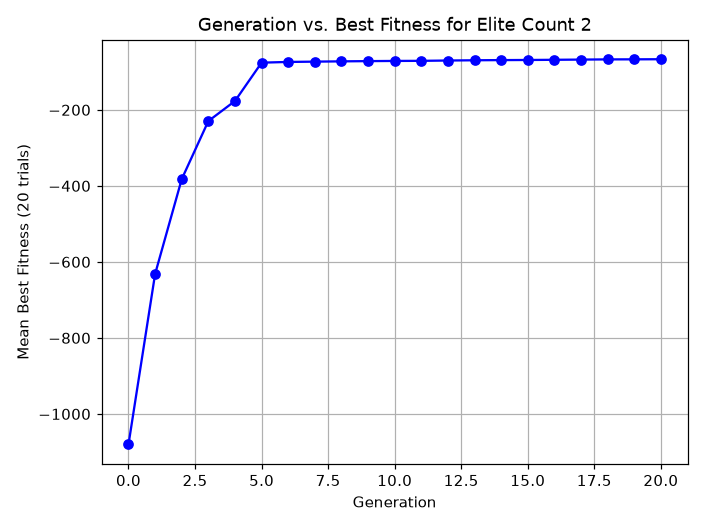 Generation vs. Best Fitness for Elite Count 2
Mean Best Fitness (20 trials)
−200
−400
−600
−800
−1000
0.0 2.5 5.0 7.5 10.0 12.5 15.0 17.5 20.0
Generation